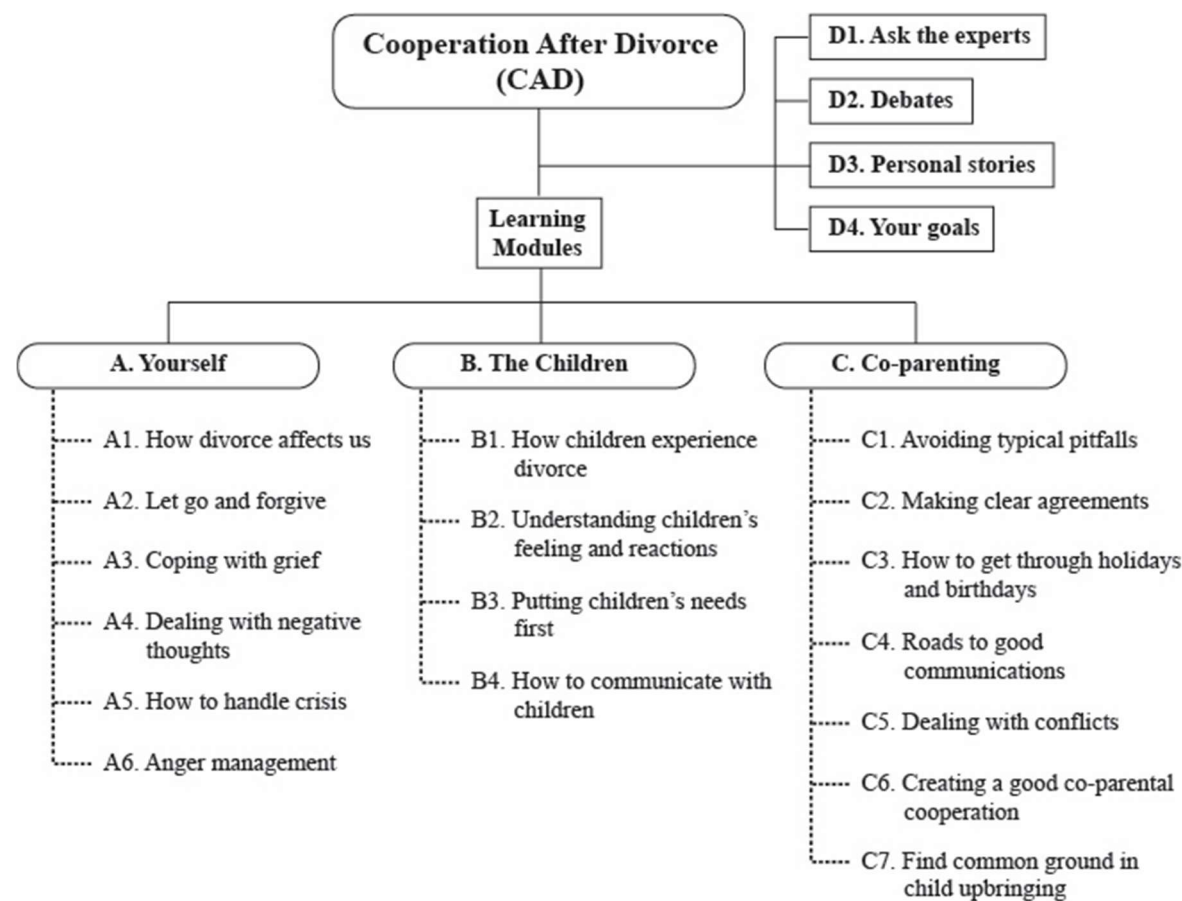 Cooperation After Divorce
(CAD)
D1. Ask the experts
D2. Debates
D3. Personal stories
D4. Your goals
Learning
Modules
A. Yourself
A1. How divorce affects us
A2. Let go and forgive
A3. Coping with grief
A4. Dealing with negative
thoughts
A5. How to handle crisis
A6. Anger management
B. The Children
B1. How children experience
divorce
B2. Understanding children’s
feeling and reactions
B3. Putting children’s needs
first
B4. How to communicate with
children
C. Co-parenting
C1. Avoiding typical pitfalls
C2. Making clear agreements
C3. How to get through holidays
and birthdays
C4. Roads to good
communications
C5. Dealing with conflicts
C6. Creating a good co-parental
cooperation
C7. Find common ground in
child upbringing